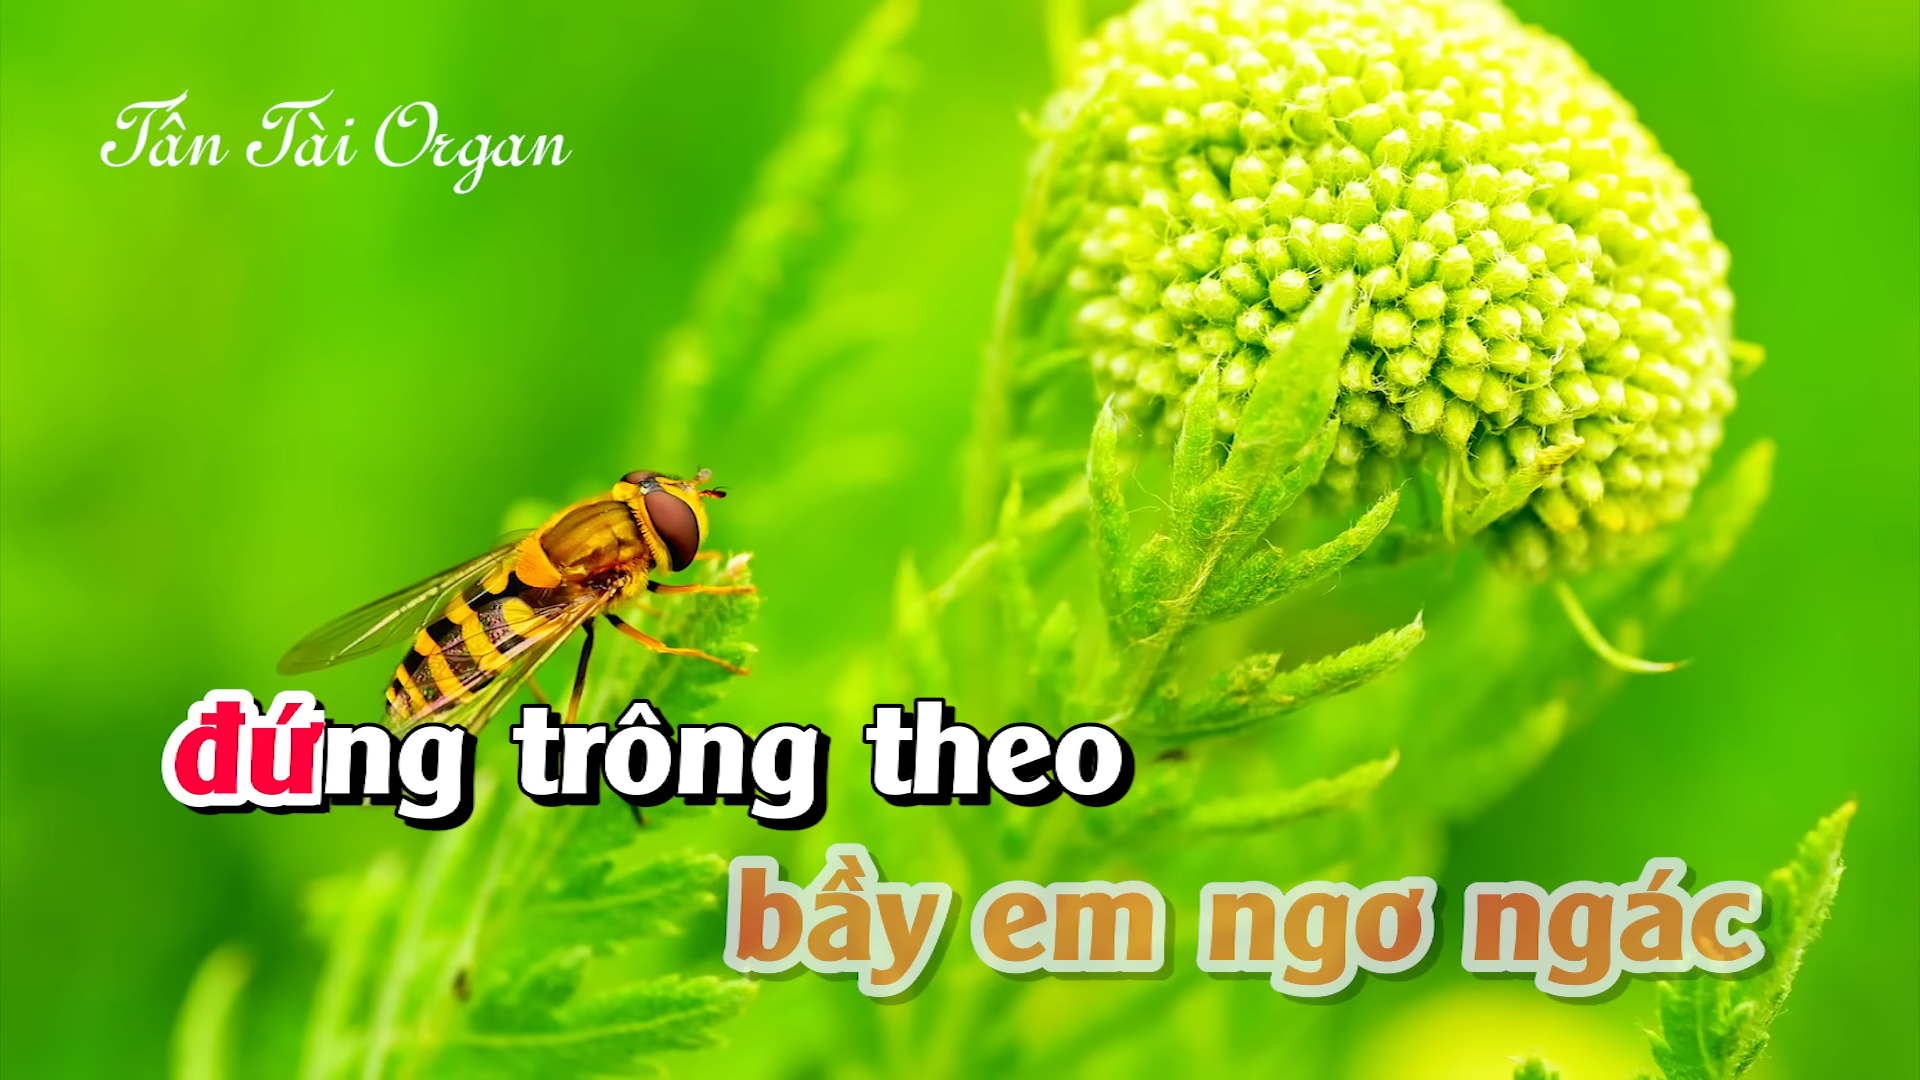 Tấn Tài Organ
đứng trông theo
bầy em ngơ ngác